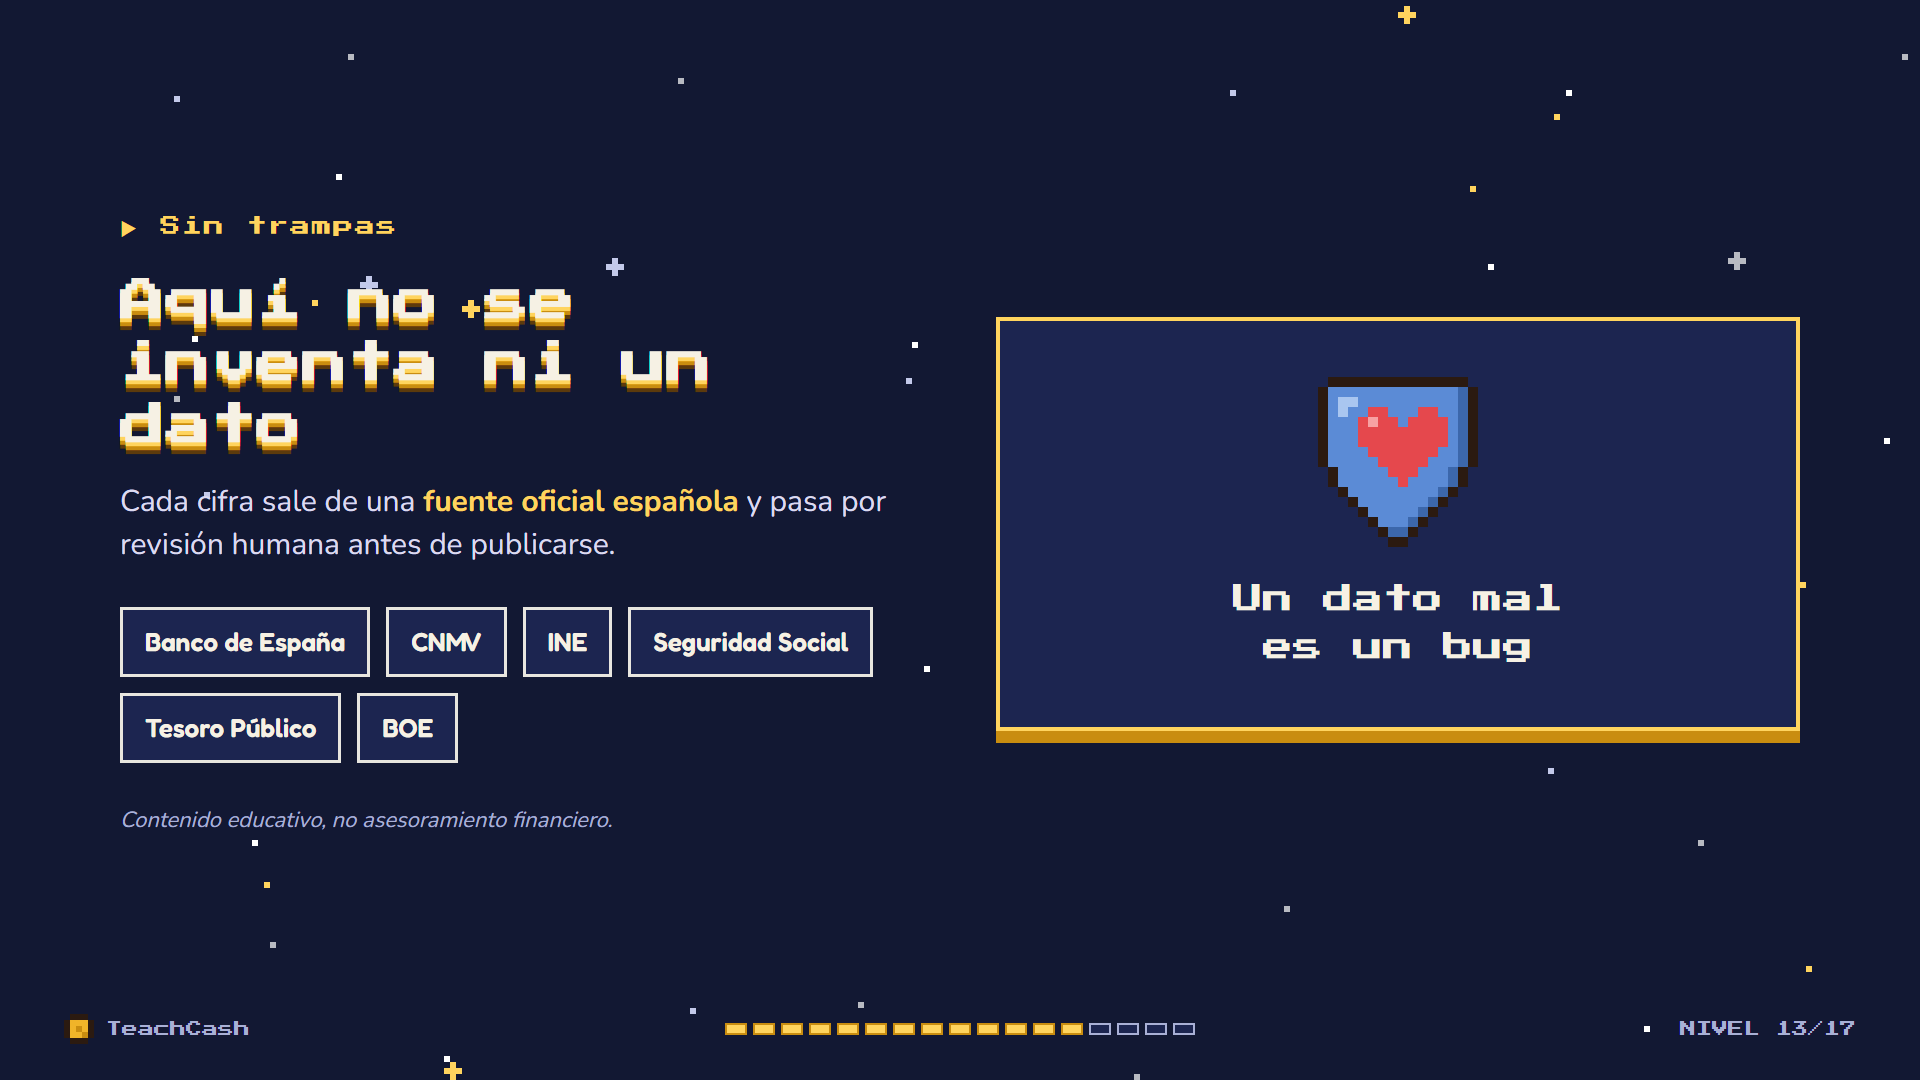 ▶ Sin trampas
Aquí no se
inventa ni un
dato
Cada cifra sale de una fuente oficial española y pasa por
revisión humana antes de publicarse.
Banco de España
CNMV
INE
Seguridad Social
Tesoro Público
BOE
Contenido educativo, no asesoramiento financiero.
Un dato mal
es un bug
TeachCash
NIVEL 13/17